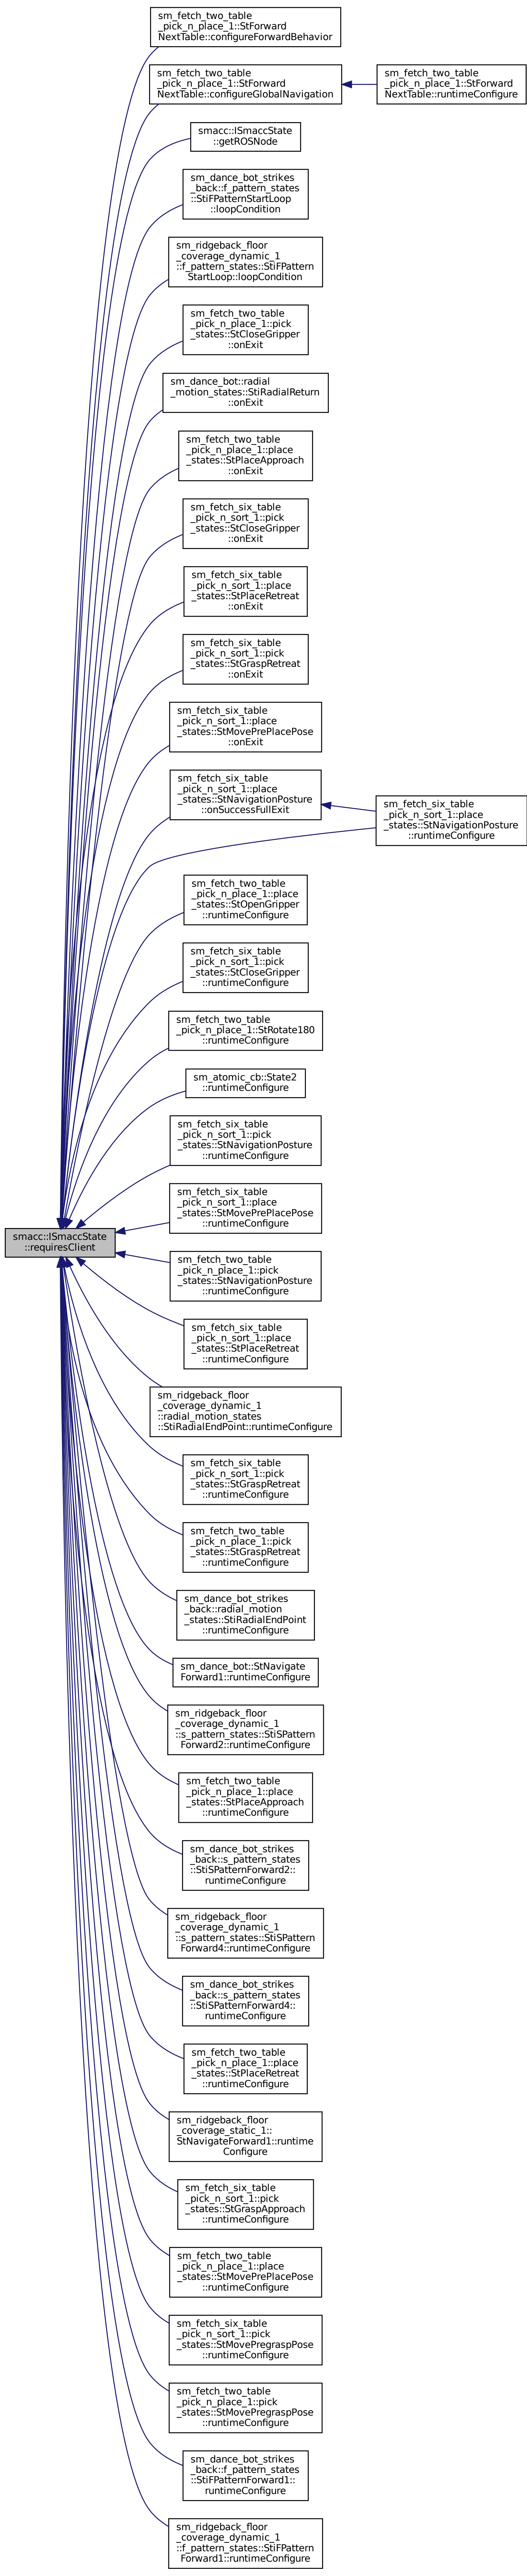 sm_fetch_two_table
_pick_n_place_1::StForward
NextTable::configureForwardBehavior
sm_fetch_two_table
_pick_n_place_1::StForward
NextTable::configureGlobalNavigation
sm_fetch_two_table
_pick_n_place_1::StForward
NextTable::runtimeConfigure
smacc::ISmaccState
::getROSNode
sm_dance_bot_strikes
_back::f_pattern_states
::StiFPatternStartLoop
::loopCondition
sm_ridgeback_floor
_coverage_dynamic_1
::f_pattern_states::StiFPattern
StartLoop::loopCondition
sm_fetch_two_table
_pick_n_place_1::pick
_states::StCloseGripper
::onExit
sm_dance_bot::radial
_motion_states::StiRadialReturn
::onExit
sm_fetch_two_table
_pick_n_place_1::place
_states::StPlaceApproach
::onExit
sm_fetch_six_table
_pick_n_sort_1::pick
_states::StCloseGripper
::onExit
sm_fetch_six_table
_pick_n_sort_1::place
_states::StPlaceRetreat
::onExit
sm_fetch_six_table
_pick_n_sort_1::pick
_states::StGraspRetreat
::onExit
sm_fetch_six_table
_pick_n_sort_1::place
_states::StMovePrePlacePose
::onExit
sm_fetch_six_table
_pick_n_sort_1::place
_states::StNavigationPosture
::onSuccessFullExit
sm_fetch_six_table
_pick_n_sort_1::place
_states::StNavigationPosture
::runtimeConfigure
sm_fetch_two_table
_pick_n_place_1::place
_states::StOpenGripper
::runtimeConfigure
sm_fetch_six_table
_pick_n_sort_1::pick
_states::StCloseGripper
::runtimeConfigure
sm_fetch_two_table
_pick_n_place_1::StRotate180
::runtimeConfigure
sm_atomic_cb::State2
::runtimeConfigure
sm_fetch_six_table
_pick_n_sort_1::pick
_states::StNavigationPosture
::runtimeConfigure
sm_fetch_six_table
_pick_n_sort_1::place
_states::StMovePrePlacePose
::runtimeConfigure
smacc::ISmaccState
::requiresClient
sm_fetch_two_table
_pick_n_place_1::pick
_states::StNavigationPosture
::runtimeConfigure
sm_fetch_six_table
_pick_n_sort_1::place
_states::StPlaceRetreat
::runtimeConfigure
sm_ridgeback_floor
_coverage_dynamic_1
::radial_motion_states
::StiRadialEndPoint::runtimeConfigure
sm_fetch_six_table
_pick_n_sort_1::pick
_states::StGraspRetreat
::runtimeConfigure
sm_fetch_two_table
_pick_n_place_1::pick
_states::StGraspRetreat
::runtimeConfigure
sm_dance_bot_strikes
_back::radial_motion
_states::StiRadialEndPoint
::runtimeConfigure
sm_dance_bot::StNavigate
Forward1::runtimeConfigure
sm_ridgeback_floor
_coverage_dynamic_1
::s_pattern_states::StiSPattern
Forward2::runtimeConfigure
sm_fetch_two_table
_pick_n_place_1::place
_states::StPlaceApproach
::runtimeConfigure
sm_dance_bot_strikes
_back::s_pattern_states
::StiSPatternForward2::
runtimeConfigure
sm_ridgeback_floor
_coverage_dynamic_1
::s_pattern_states::StiSPattern
Forward4::runtimeConfigure
sm_dance_bot_strikes
_back::s_pattern_states
::StiSPatternForward4::
runtimeConfigure
sm_fetch_two_table
_pick_n_place_1::place
_states::StPlaceRetreat
::runtimeConfigure
sm_ridgeback_floor
_coverage_static_1::
StNavigateForward1::runtime
Configure
sm_fetch_six_table
_pick_n_sort_1::pick
_states::StGraspApproach
::runtimeConfigure
sm_fetch_two_table
_pick_n_place_1::place
_states::StMovePrePlacePose
::runtimeConfigure
sm_fetch_six_table
_pick_n_sort_1::pick
_states::StMovePregraspPose
::runtimeConfigure
sm_fetch_two_table
_pick_n_place_1::pick
_states::StMovePregraspPose
::runtimeConfigure
sm_dance_bot_strikes
_back::f_pattern_states
::StiFPatternForward1::
runtimeConfigure
sm_ridgeback_floor
_coverage_dynamic_1
::f_pattern_states::StiFPattern
Forward1::runtimeConfigure